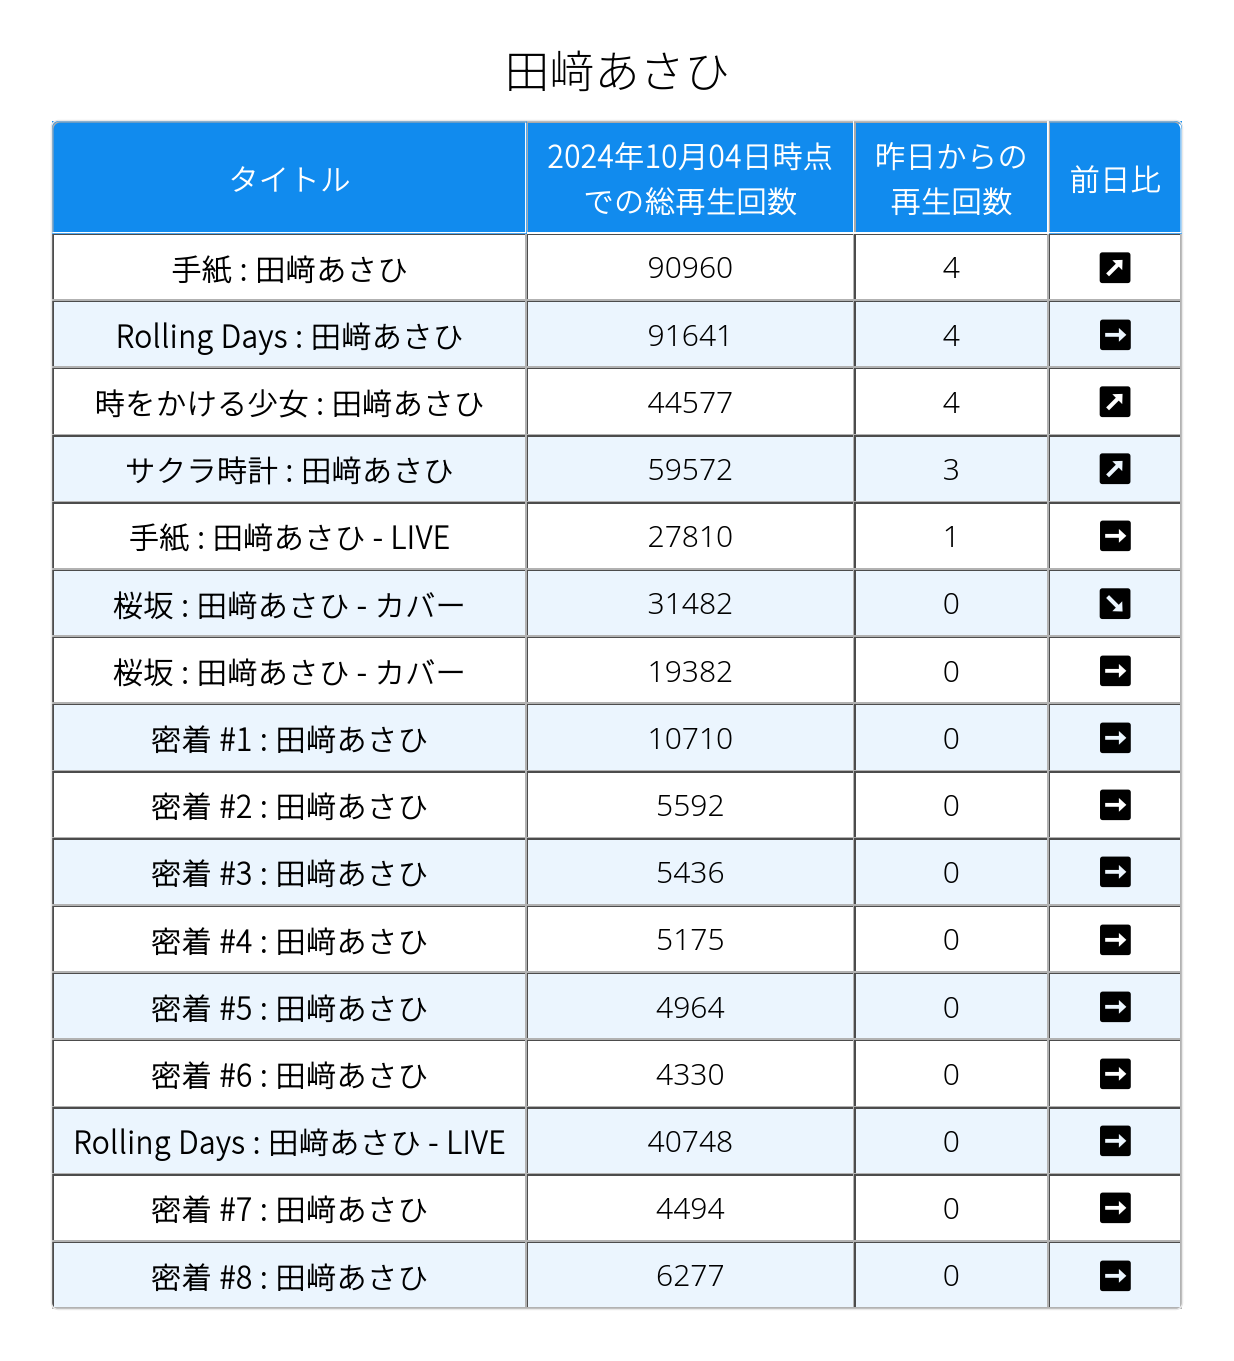 田﨑あさひ
タイトル 2024年10月04日時点 昨日からの 前日比
での総再生回数 再生回数
手紙 : 田﨑あさひ 90960 4 ↗
Rolling Days : 田﨑あさひ 91641 4 →
時をかける少女 : 田﨑あさひ 44577 4 ↗
サクラ時計 : 田﨑あさひ 59572 3 ↗
手紙 : 田﨑あさひ - LIVE 27810 1 →
桜坂 : 田﨑あさひ - カバー 31482 0 ↘
桜坂 : 田﨑あさひ - カバー 19382 0 →
密着 #1 : 田﨑あさひ 10710 0 →
密着 #2 : 田﨑あさひ 5592 0 →
密着 #3 : 田﨑あさひ 5436 0 →
密着 #4 : 田﨑あさひ 5175 0 →
密着 #5 : 田﨑あさひ 4964 0 →
密着 #6 : 田﨑あさひ 4330 0 →
Rolling Days : 田﨑あさひ - LIVE 40748 0 →
密着 #7 : 田﨑あさひ 4494 0 →
密着 #8 : 田﨑あさひ 6277 0 →